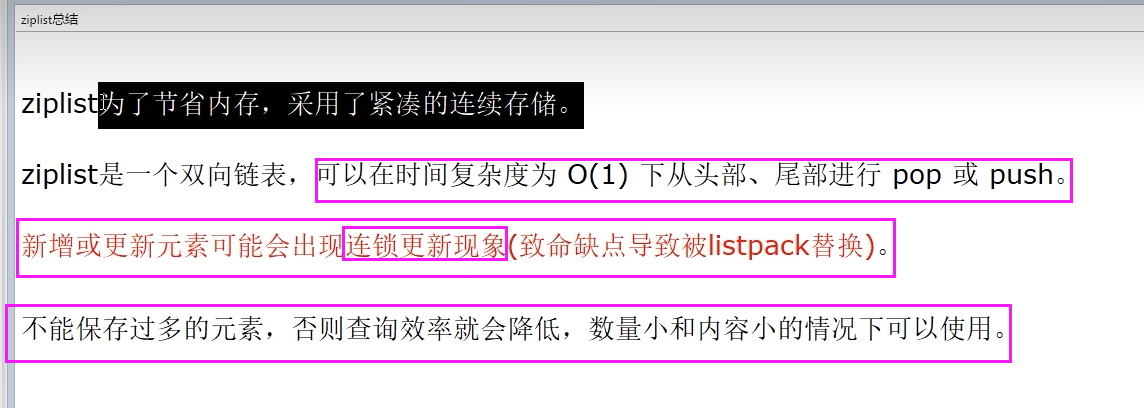 ziplist总结
ziplist为了节省内存，采用了紧凑的连续存储。
ziplist是一个双向链表，可以在时间复杂度为 O(1) 下从头部、尾部进行 pop 或 push。
新增或更新元素可能会出现连锁更新现象(致命缺点导致被listpack替换)。
不能保存过多的元素，否则查询效率就会降低，数量小和内容小的情况下可以使用。